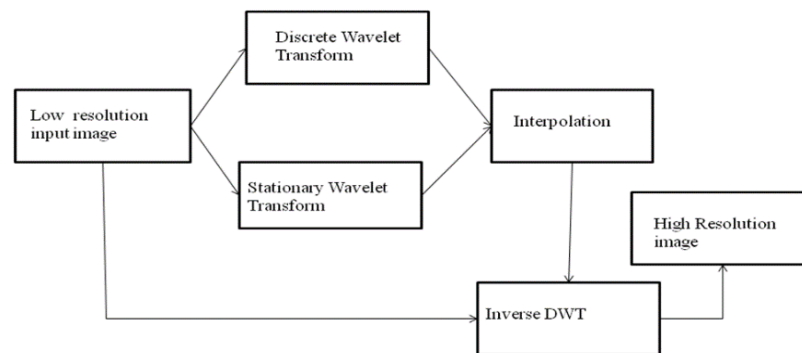 Low resolution
input image
Discrete Wavelet
Transform
Stationary Wavelet
Transform
Interpolation
Inverse DWT
High Resolution
image